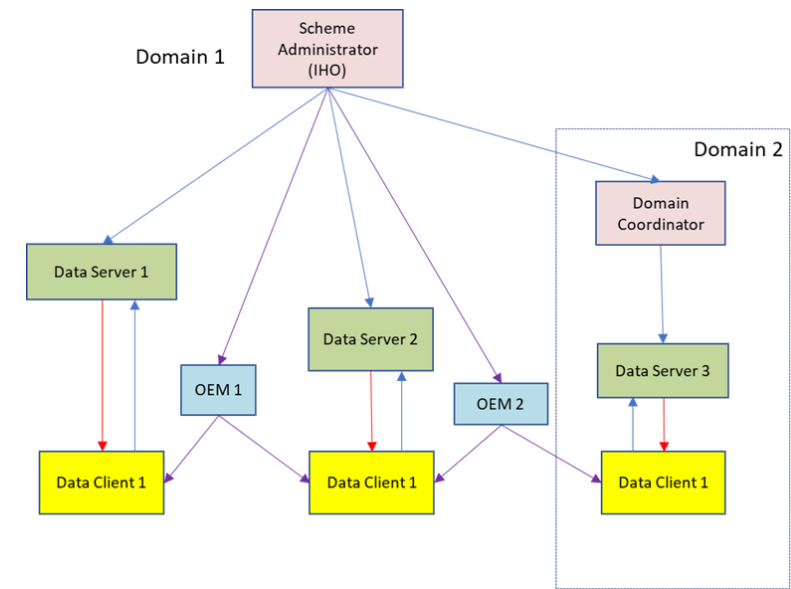 Scheme
Administrator
(IHO)
Domain 1
Domain 2
Domain
Coordinator
Data Server 1
Data Server 2
Data Server 3
OEM 1
OEM 2
Data Client 1
Data Client 1
Data Client 1